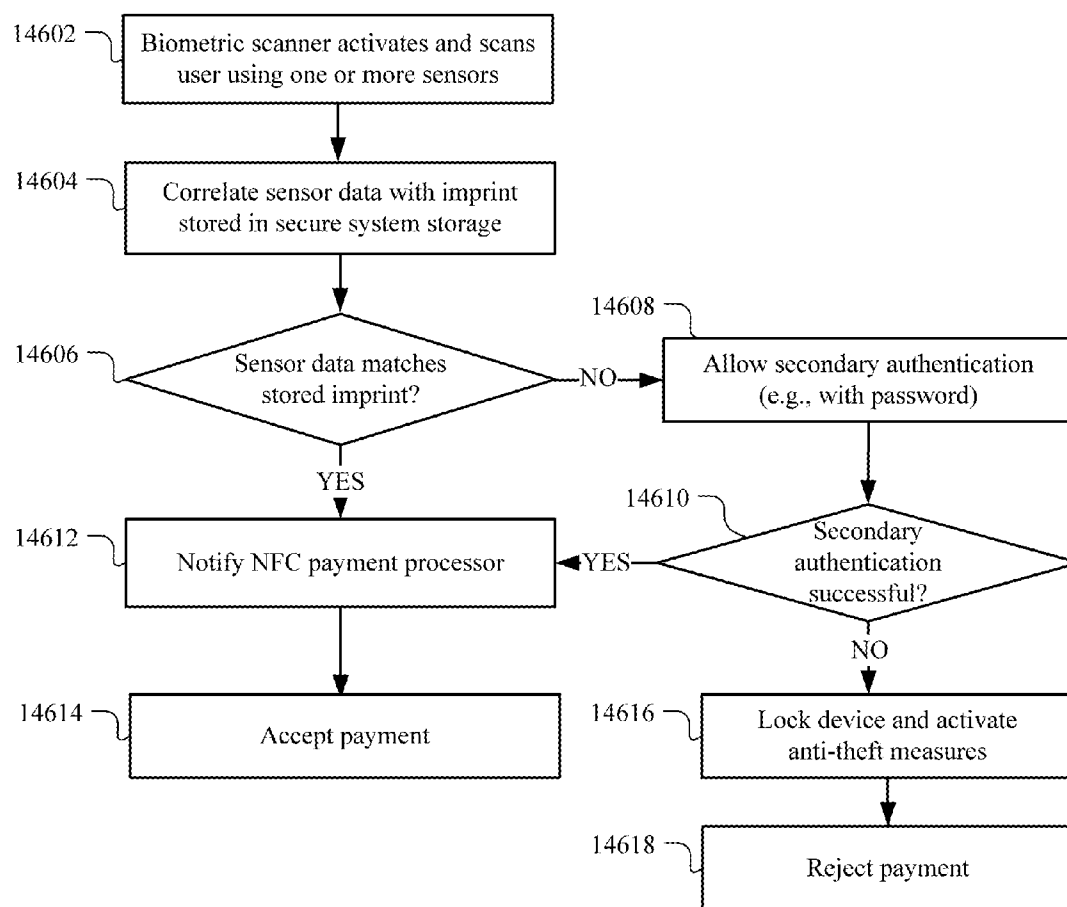 14602
Biometric scanner activates and scans
user using one or more sensors
14604
Correlate sensor data with imprint
stored in secure system storage
14606
Sensor data matches
stored imprint?
NO
14608
Allow secondary authentication
(e.g., with password)
YES
14610
Secondary
authentication
successful?
YES
14612
Notify NFC payment processor
NO
14614
Accept payment
14616
Lock device and activate
anti-theft measures
14618
Reject payment